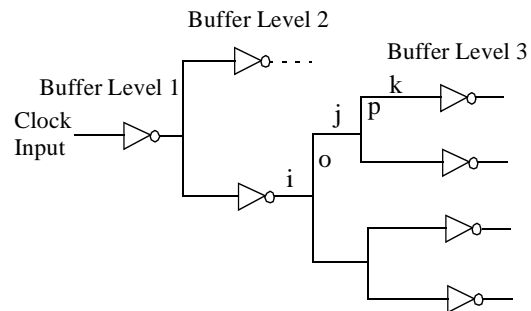 Buffer Level 2
Buffer Level 3
Buffer Level 1
k
j
p
Clock
Input
o
i